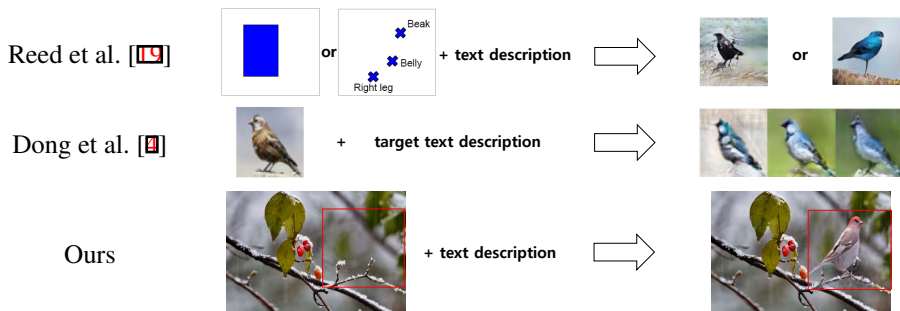 Reed et al. [19]
or
Beak
Belly
Right leg
+ text description
or
Dong et al. [4]
+ target text description
Ours
+ text description